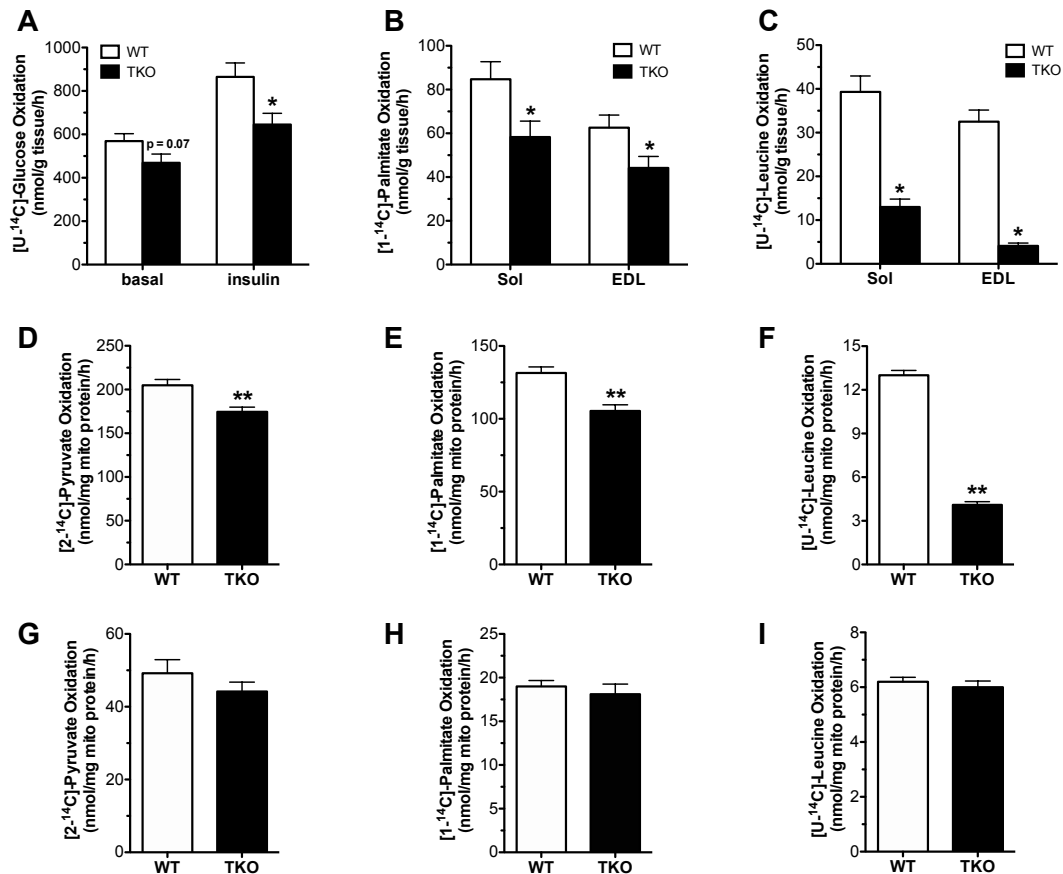 A
[U-¹⁴C]-Glucose Oxidation
(nmol/g tissue/h)
1000
800
600
400
200
0
WT
TKO
p = 0.07
*
basal
insulin
B
[1-¹⁴C]-Palmitate Oxidation
(nmol/g tissue/h)
100
80
60
40
20
0
WT
TKO
*
*
Sol
EDL
C
[U-¹⁴C]-Leucine Oxidation
(nmol/g tissue/h)
50
40
30
20
10
0
WT
TKO
*
*
Sol
EDL
D
[2-¹⁴C]-Pyruvate Oxidation
(nmol/mg mito protein/h)
250
200
150
100
50
0
**
WT
TKO
E
[1-¹⁴C]-Palmitate Oxidation
(nmol/mg mito protein/h)
150
100
50
0
**
WT
TKO
F
[U-¹⁴C]-Leucine Oxidation
(nmol/mg mito protein/h)
15
12
9
6
3
0
**
WT
TKO
G
[2-¹⁴C]-Pyruvate Oxidation
(nmol/mg mito protein/h)
60
40
20
0
WT
TKO
H
[1-¹⁴C]-Palmitate Oxidation
(nmol/mg mito protein/h)
25
23
20
18
15
13
10
8
5
3
0
WT
TKO
I
[U-¹⁴C]-Leucine Oxidation
(nmol/mg mito protein/h)
8
6
4
2
0
WT
TKO